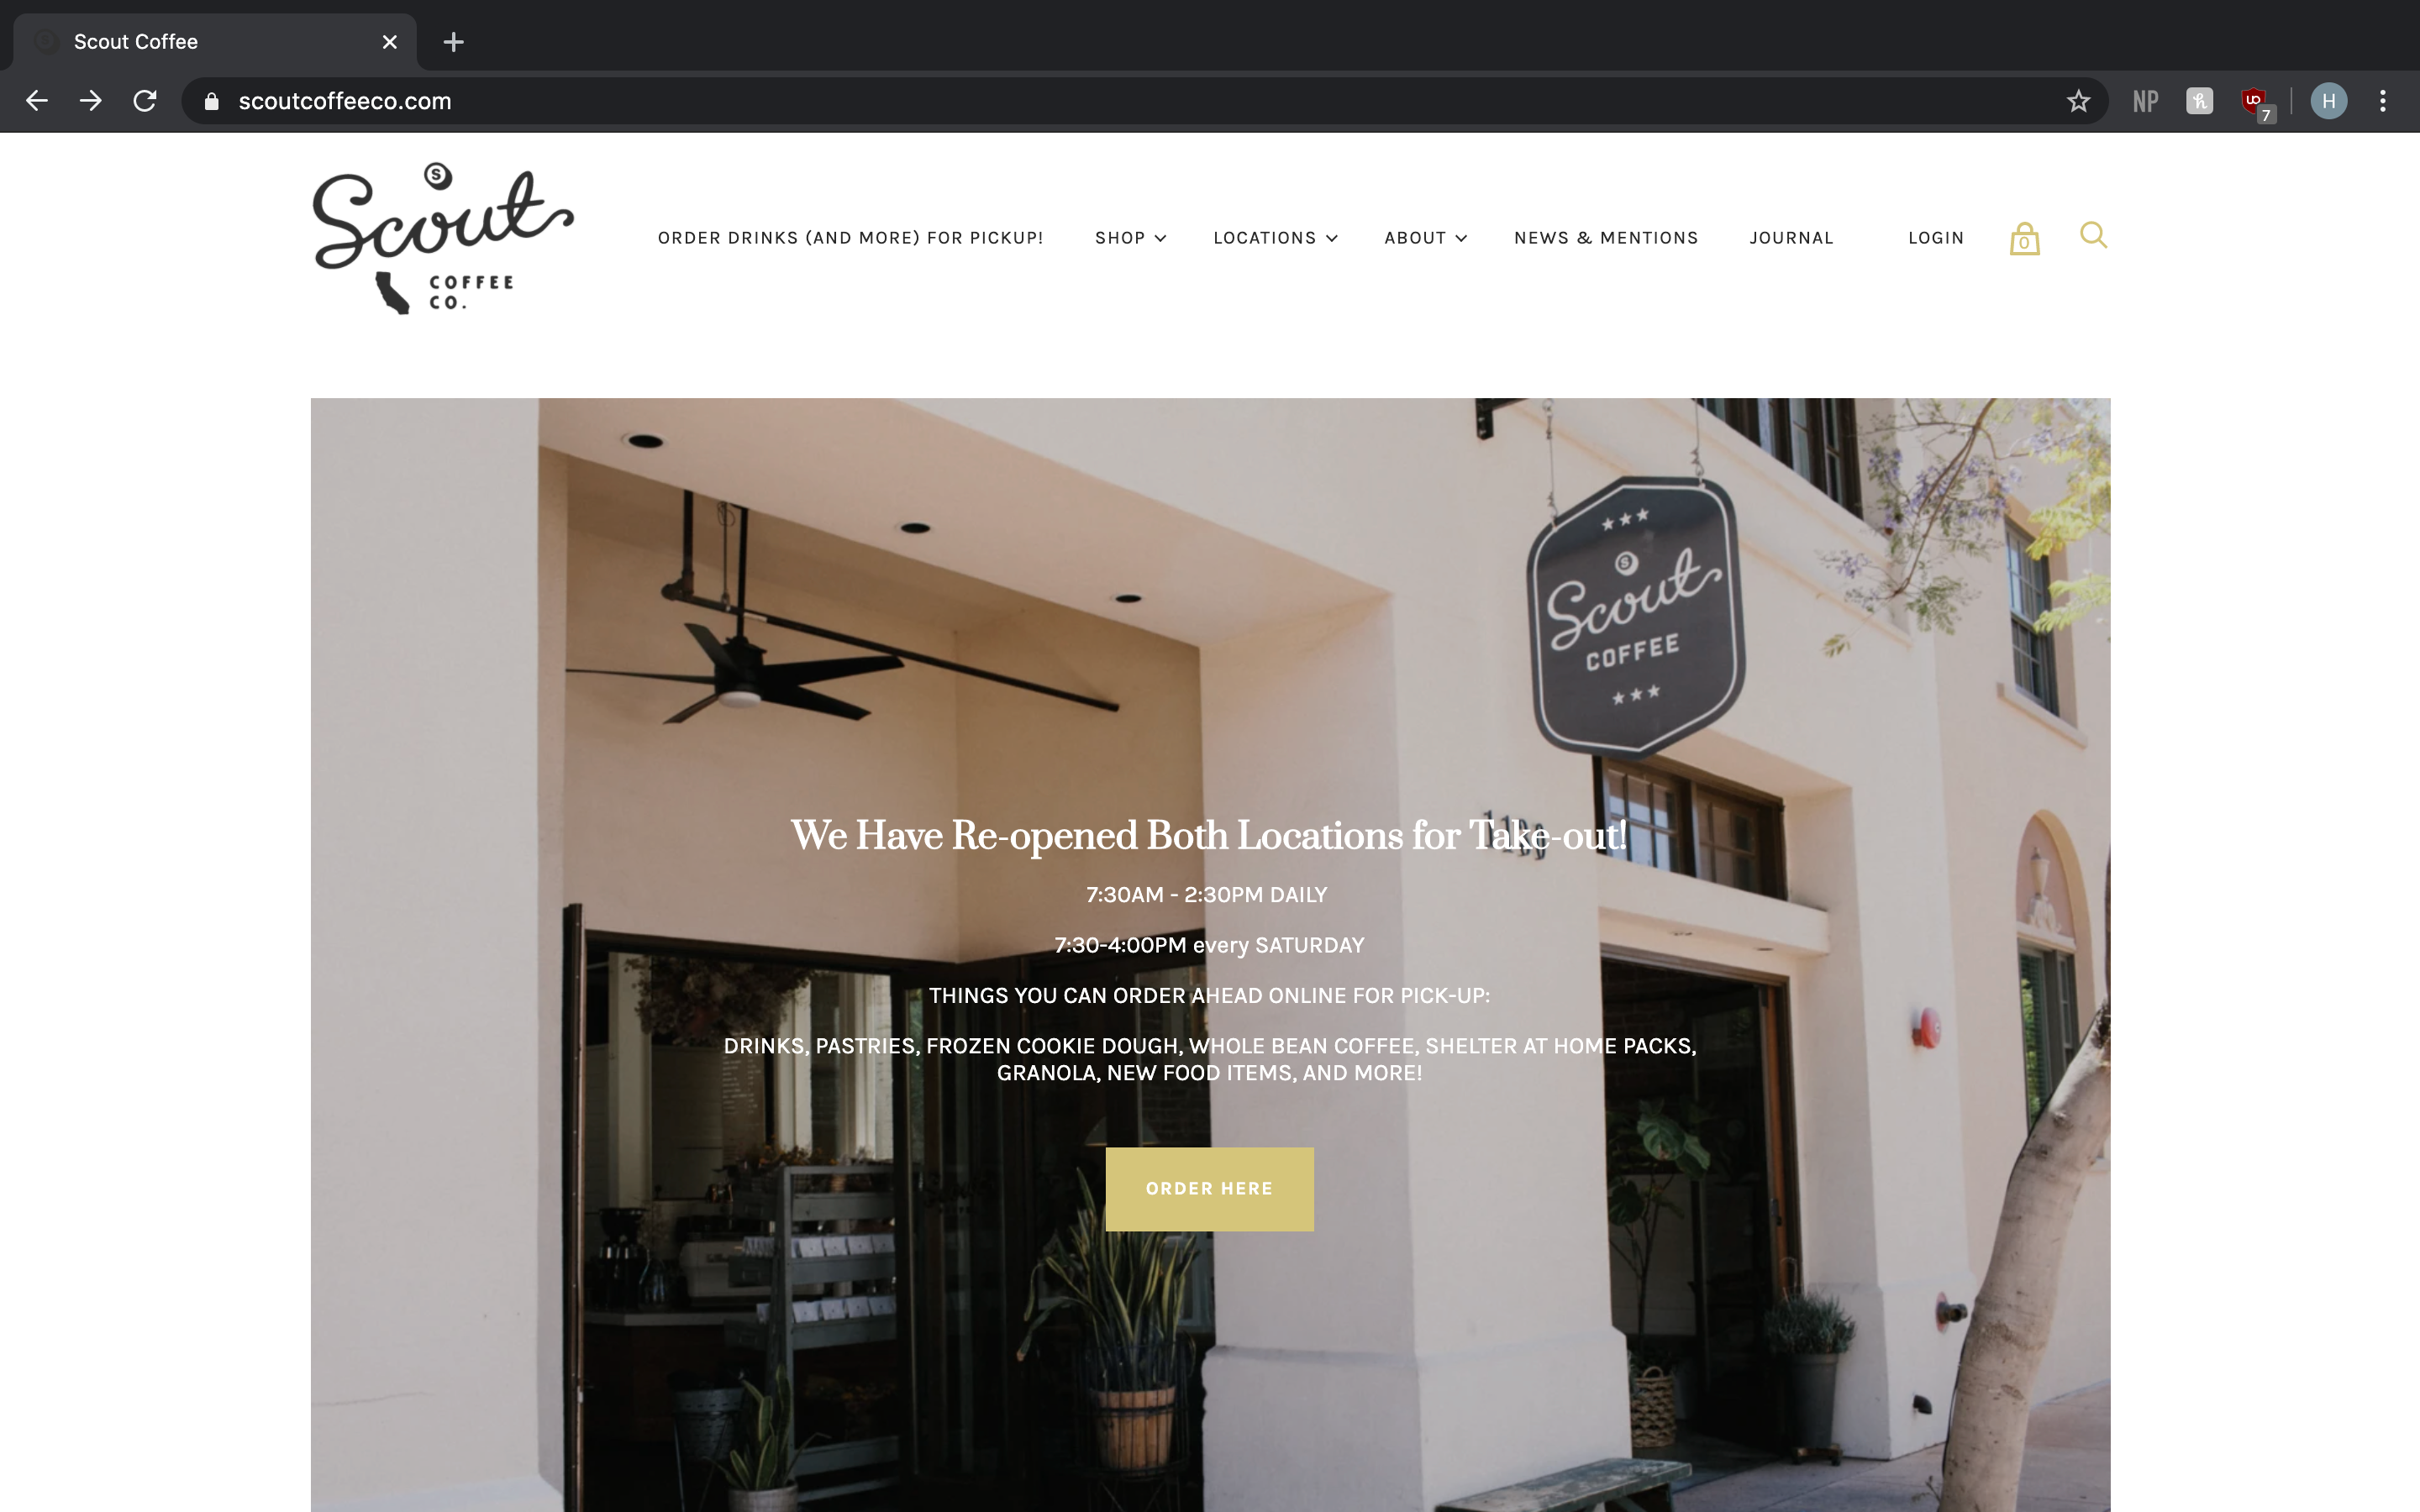 Scout Coffee
scoutcoffeeco.com
NP
h
UO
7
H
S
Scout
COFFEE
CO.
ORDER DRINKS (AND MORE) FOR PICKUP!
SHOP
LOCATIONS
ABOUT
NEWS & MENTIONS
JOURNAL
LOGIN
0
S
Scout
COFFEE
We Have Re-opened Both Locations for Take-out!
7:30AM - 2:30PM DAILY
7:30-4:00PM every SATURDAY
THINGS YOU CAN ORDER AHEAD ONLINE FOR PICK-UP:
DRINKS, PASTRIES, FROZEN COOKIE DOUGH, WHOLE BEAN COFFEE, SHELTER AT HOME PACKS,
GRANOLA, NEW FOOD ITEMS, AND MORE!
ORDER HERE